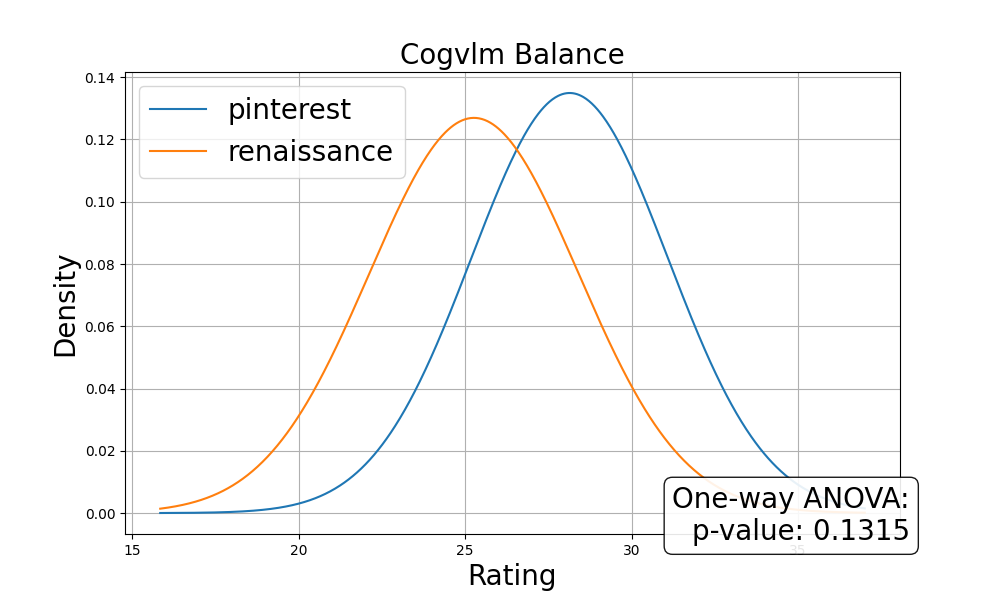 Cogvlm Balance
pinterest
renaissance
Density
0.14
0.12
0.10
0.08
0.06
0.04
0.02
0.00
15
20
25
30
35
Rating
One-way ANOVA:
p-value: 0.1315